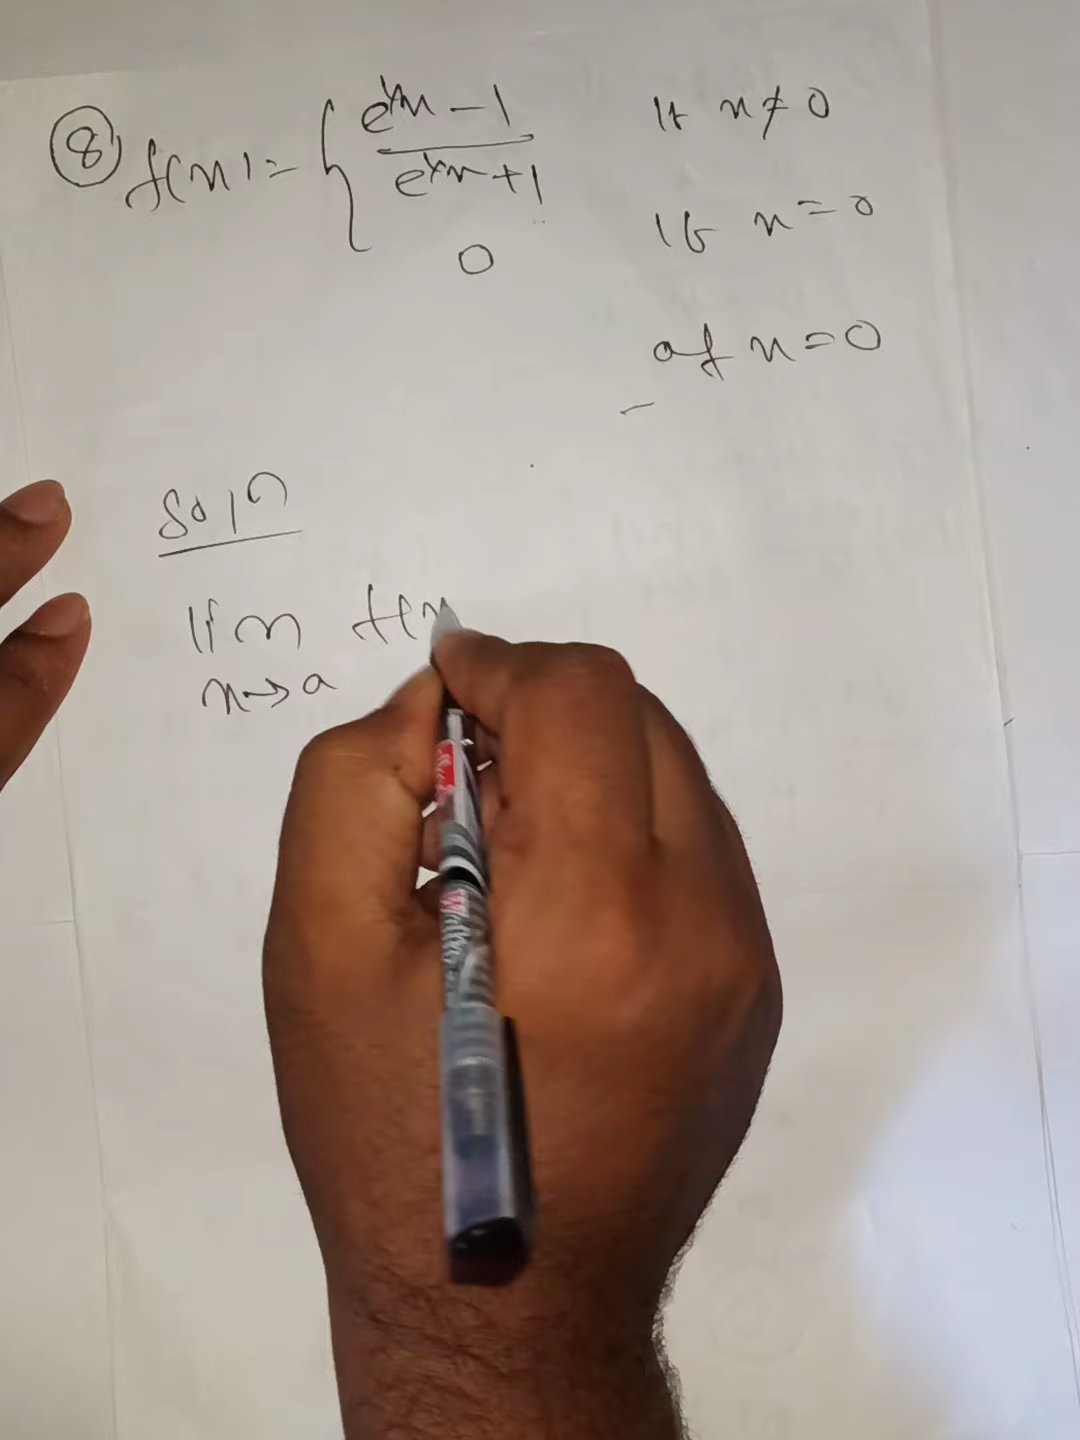 8 f(x) = { e^1/x - 1 / e^1/x + 1 If x ≠ 0
0 If x = 0
at x = 0
Soln
lim f(x
x→a